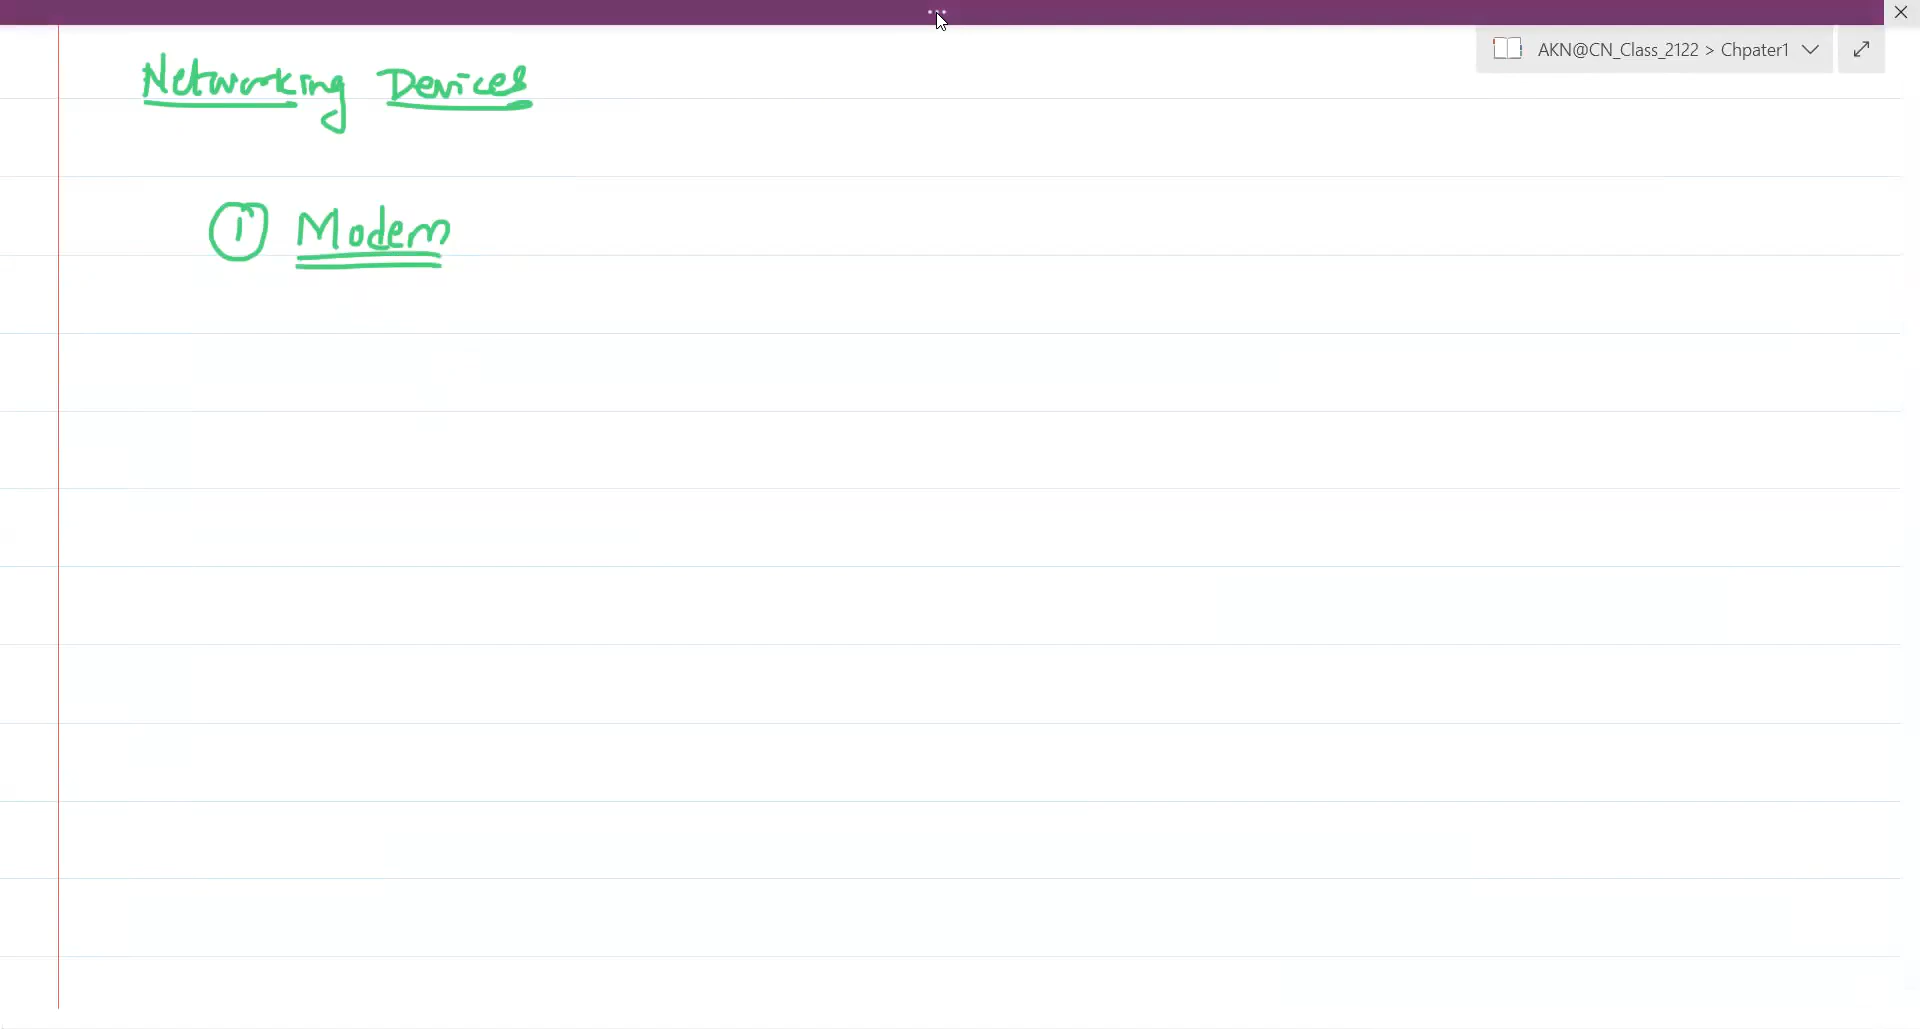 AKN@CN_Class_2122 > Chpater1
Networking Devices
① Modem